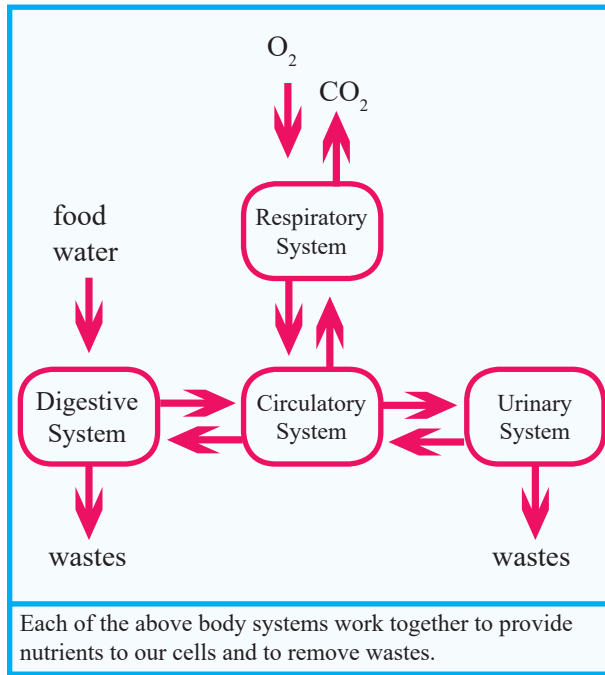 O₂
CO₂
Respiratory
System
food
water
Digestive
System
Circulatory
System
Urinary
System
wastes
wastes
Each of the above body systems work together to provide
nutrients to our cells and to remove wastes.